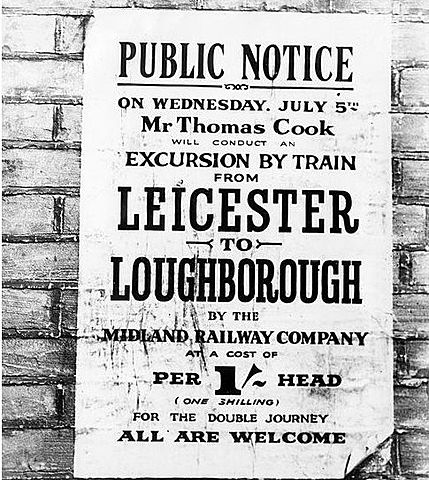 PUBLIC NOTICE
ON WEDNESDAY. JULY 5TH
Mr Thomas Cook
WILL CONDUCT AN
EXCURSION BY TRAIN
FROM
LEICESTER
TO
LOUGHBOROUGH
BY THE
MIDLAND RAILWAY COMPANY
AT A COST OF
PER 1/- HEAD
(ONE SHILLING)
FOR THE DOUBLE JOURNEY
ALL ARE WELCOME